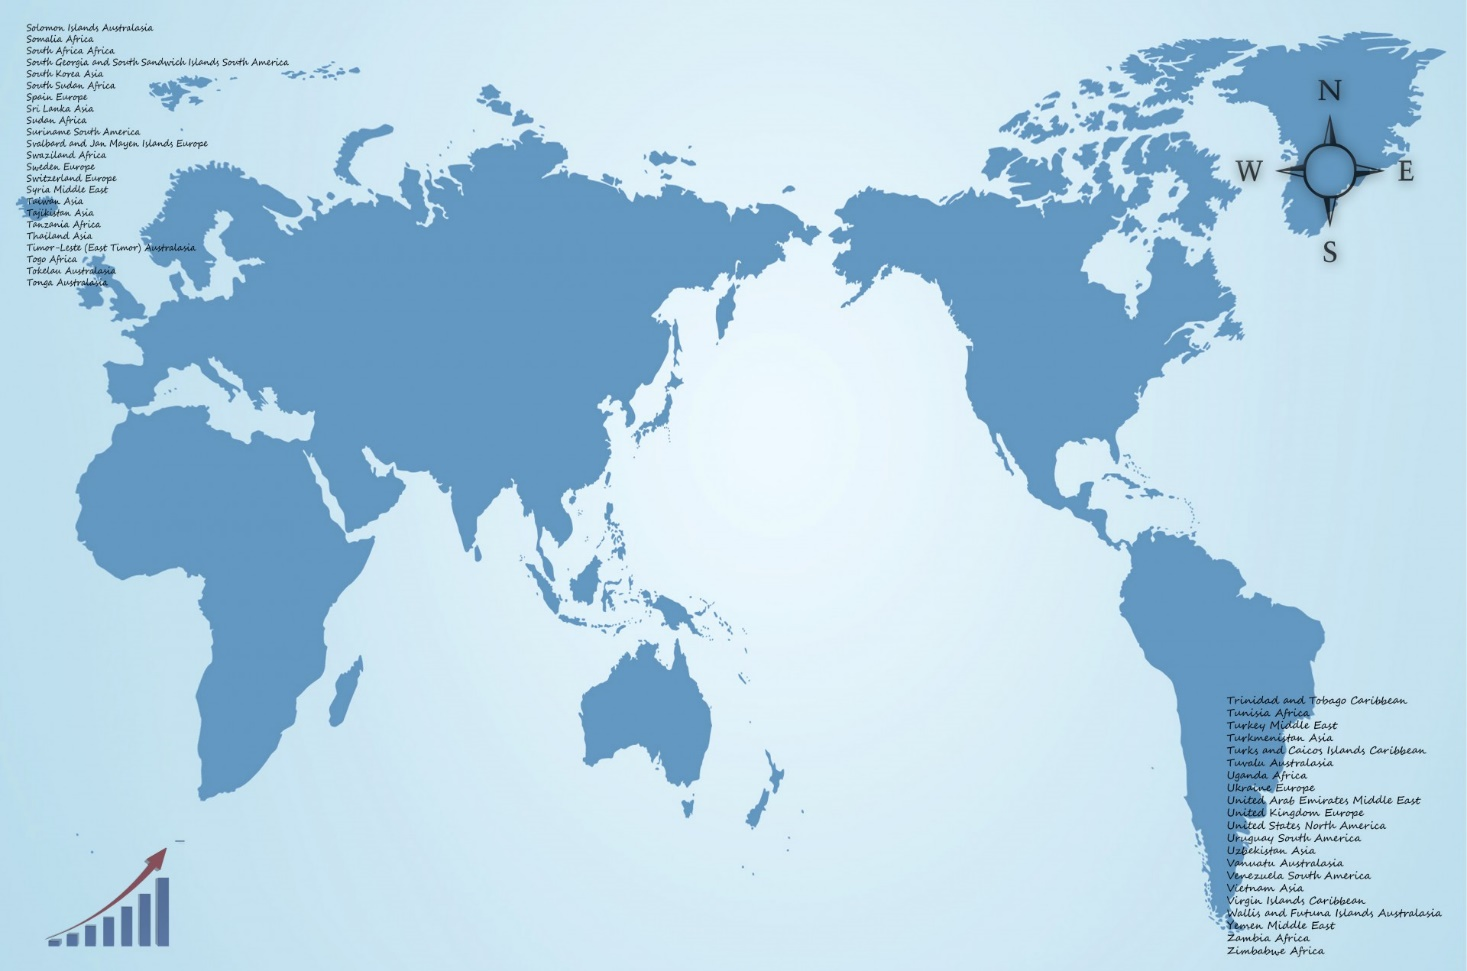 Solomon Islands Australasia
Somalia Africa
South Africa Africa
South Georgia and South Sandwich Islands South America
South Korea Asia
South Sudan Africa
Spain Europe
Sri Lanka Asia
Sudan Africa
Suriname South America
Svalbard and Jan Mayen Islands Europe
Swaziland Africa
Sweden Europe
Switzerland Europe
Syria Middle East
Taiwan Asia
Tajikistan Asia
Tanzania Africa
Thailand Asia
Timor-Leste (East Timor) Australasia
Togo Africa
Tokelau Australasia
Tonga Australasia
N
W E
S
Trinidad and Tobago Caribbean
Tunisia Africa
Turkey Middle East
Turkmenistan Asia
Turks and Caicos Islands Caribbean
Tuvalu Australasia
Uganda Africa
Ukraine Europe
United Arab Emirates Middle East
United Kingdom Europe
United States North America
Uruguay South America
Uzbekistan Asia
Vanuatu Australasia
Venezuela South America
Vietnam Asia
Virgin Islands Caribbean
Wallis and Futuna Islands Australasia
Yemen Middle East
Zambia Africa
Zimbabwe Africa